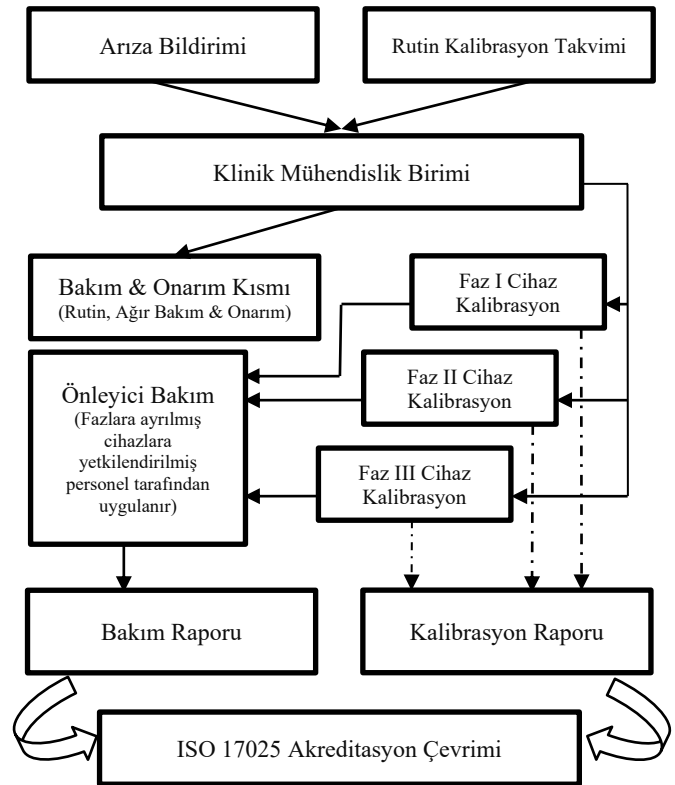 Arıza Bildirimi
Rutin Kalibrasyon Takvimi
Klinik Mühendislik Birimi
Bakım & Onarım Kısmı
(Rutin, Ağır Bakım & Onarım)
Faz I Cihaz
Kalibrasyon
Önleyici Bakım
(Fazlara ayrılmış
cihazlara
yetkilendirilmiş
personel tarafından
uygulanır)
Faz II Cihaz
Kalibrasyon
Faz III Cihaz
Kalibrasyon
Bakım Raporu
Kalibrasyon Raporu
ISO 17025 Akreditasyon Çevrimi